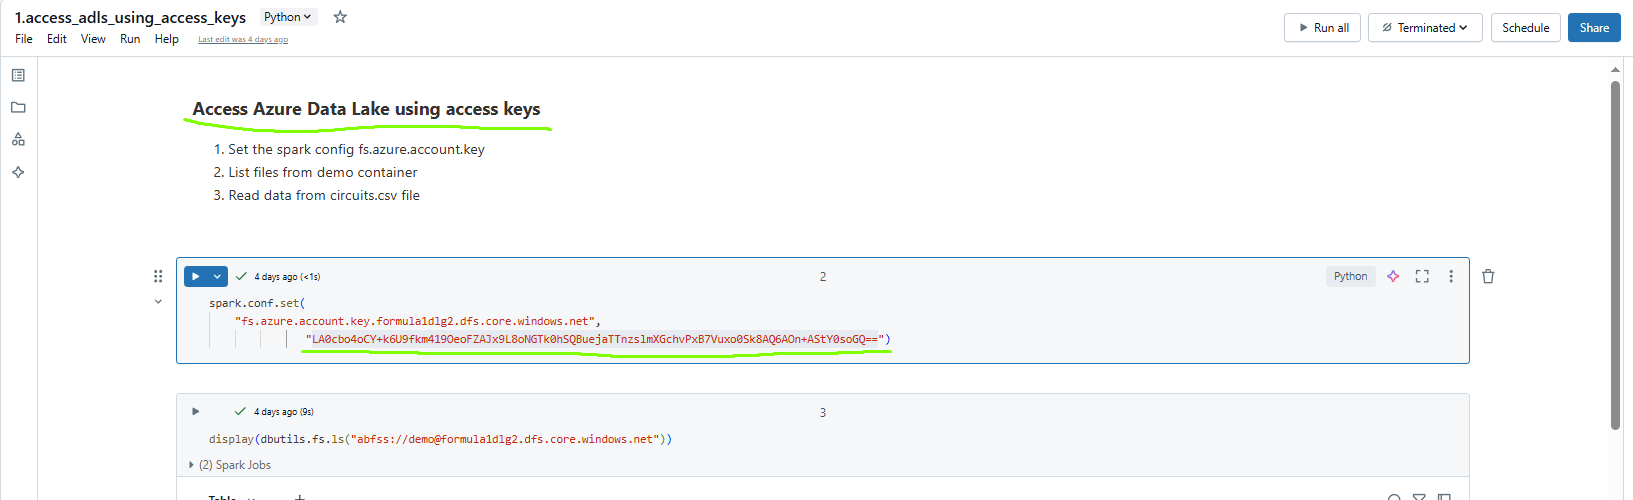 1.access_adls_using_access_keys Python
File Edit View Run Help Last edit was 4 days ago
Run all Terminated Schedule Share
Access Azure Data Lake using access keys
1. Set the spark config fs.azure.account.key
2. List files from demo container
3. Read data from circuits.csv file
4 days ago (<1s) 2 Python
spark.conf.set(
"fs.azure.account.key.formula1dlg2.dfs.core.windows.net",
"LA0cbo4oCY+k6U9fkm419OeoFZAJx9L8oNGTk0hSQBuejaTTnzslmXGchvPxB7Vuxo0Sk8AQ6AOn+AStY0soGQ==")
4 days ago (9s) 3
display(dbutils.fs.ls("abfss://demo@formula1dlg2.dfs.core.windows.net"))
(2) Spark Jobs
Table